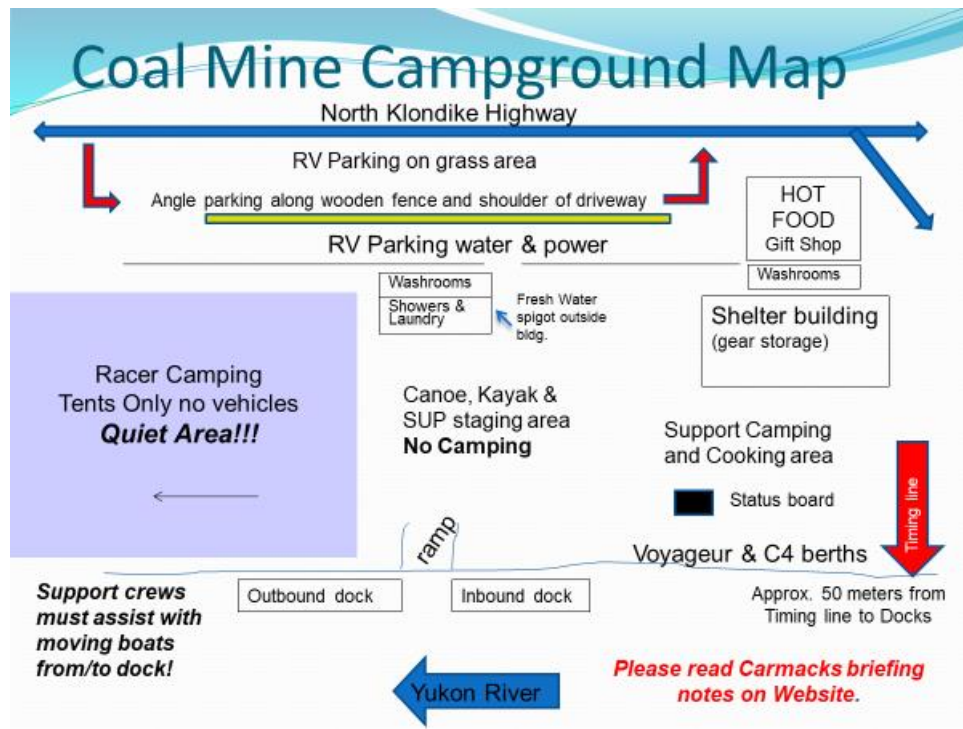 Coal Mine Campground Map
North Klondike Highway
RV Parking on grass area
Angle parking along wooden fence and shoulder of driveway
RV Parking water & power
HOT
FOOD
Gift Shop
Washrooms
Washrooms
Showers &
Laundry
Fresh Water
spigot outside
bldg.
Shelter building
(gear storage)
Racer Camping
Tents Only no vehicles
Quiet Area!!!
Canoe, Kayak &
SUP staging area
No Camping
Support Camping
and Cooking area
Status board
Timing line
ramp
Voyageur & C4 berths
Support crews
must assist with
moving boats
from/to dock!
Outbound dock
Inbound dock
Approx. 50 meters from
Timing line to Docks
Yukon River
Please read Carmacks briefing
notes on Website.